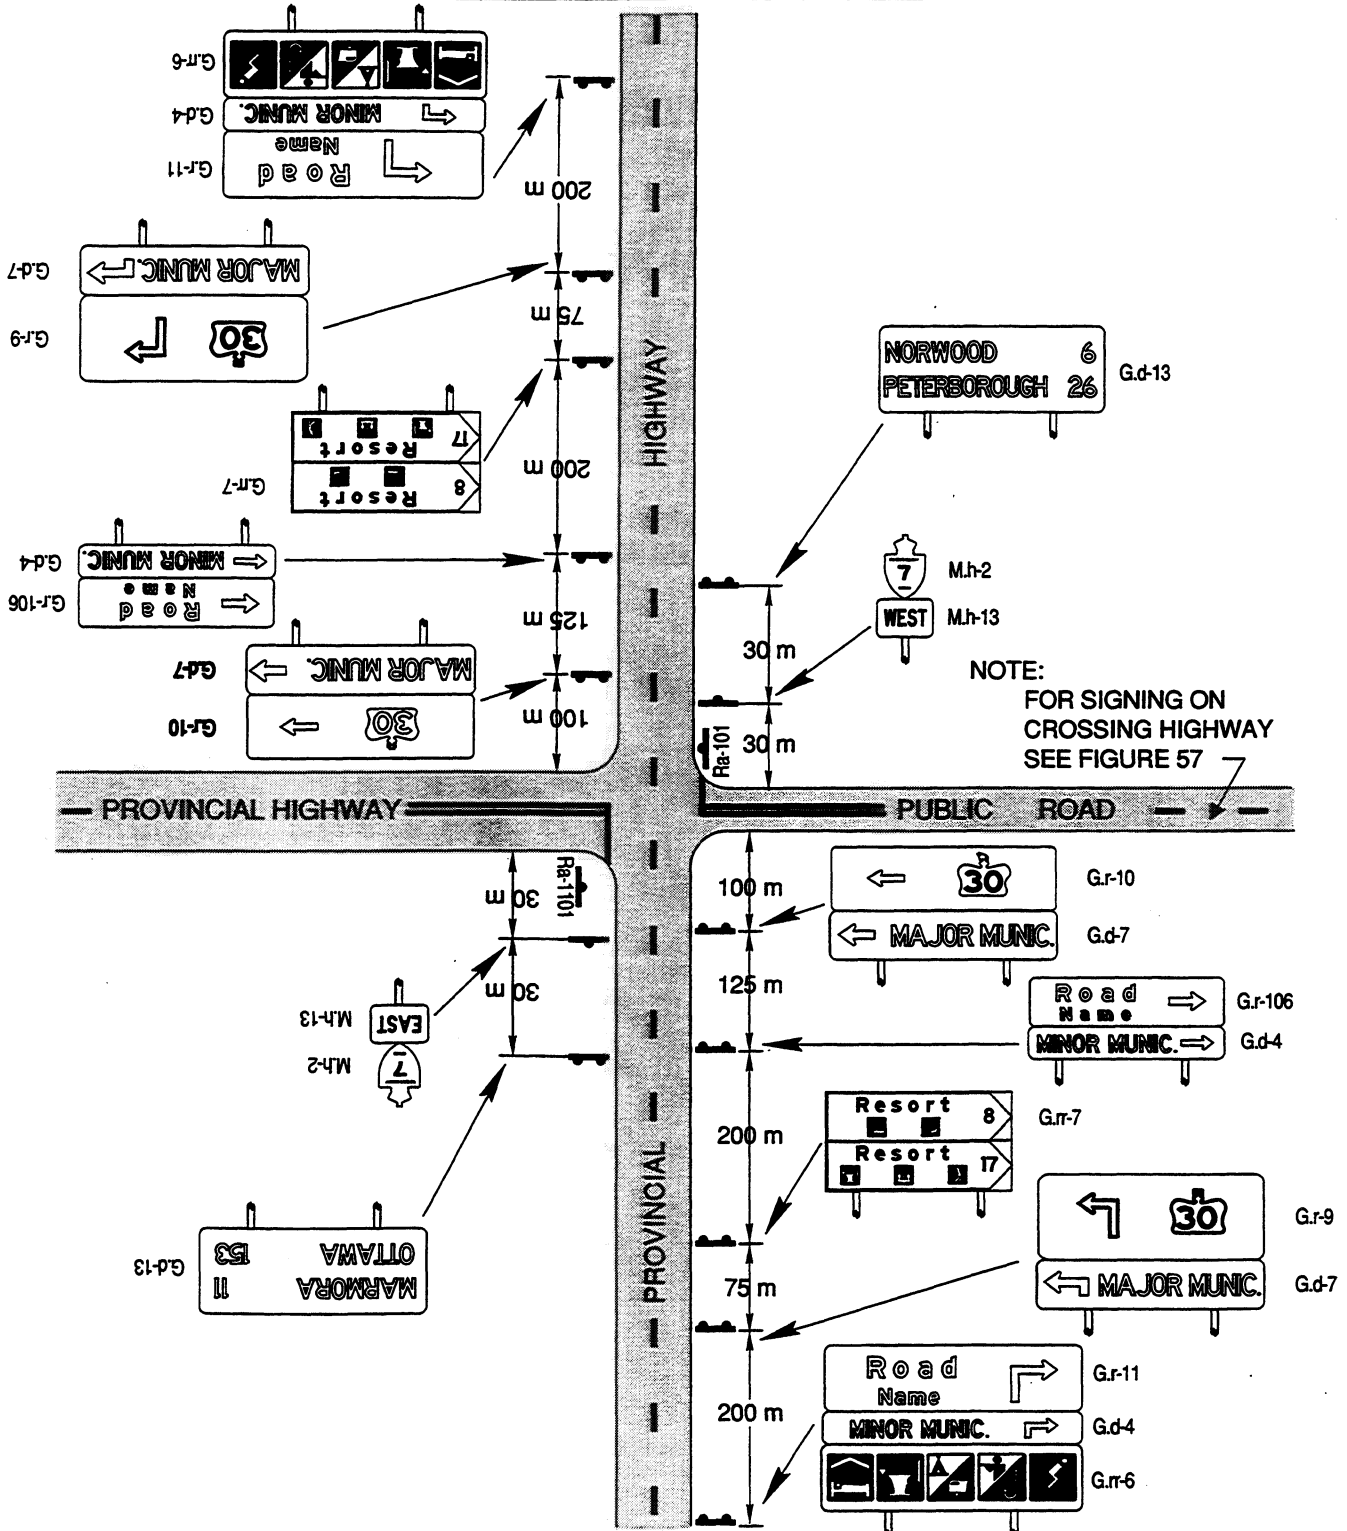 G.rr-6
G.d-4
MINOR MUNIC.
G.r-11
Road
Name
200 m
G.d-7
MAJOR MUNIC.
G.r-9
30
75 m
Resort 17
Resort 8
G.rr-7
200 m
G.d-4
MINOR MUNIC.
G.r-106
Road
Name
125 m
G.d-7
MAJOR MUNIC.
G.r-10
30
100 m
HIGHWAY
NORWOOD 6
PETERBOROUGH 26
G.d-13
7
M.h-2
WEST
M.h-13
30 m
30 m
Ra-101
NOTE:
FOR SIGNING ON
CROSSING HIGHWAY
SEE FIGURE 57
PROVINCIAL HIGHWAY
PUBLIC ROAD
Ra-1101
30 m
30 m
EAST
M.h-13
7
M.h-2
MARMORA 11
OTTAWA 153
G.d-13
PROVINCIAL
100 m
30
G.r-10
MAJOR MUNIC.
G.d-7
125 m
Road
Name
G.r-106
MINOR MUNIC.
G.d-4
200 m
Resort 8
G.rr-7
Resort 17
75 m
30
G.r-9
MAJOR MUNIC.
G.d-7
200 m
Road
Name
G.r-11
MINOR MUNIC.
G.d-4
G.rr-6